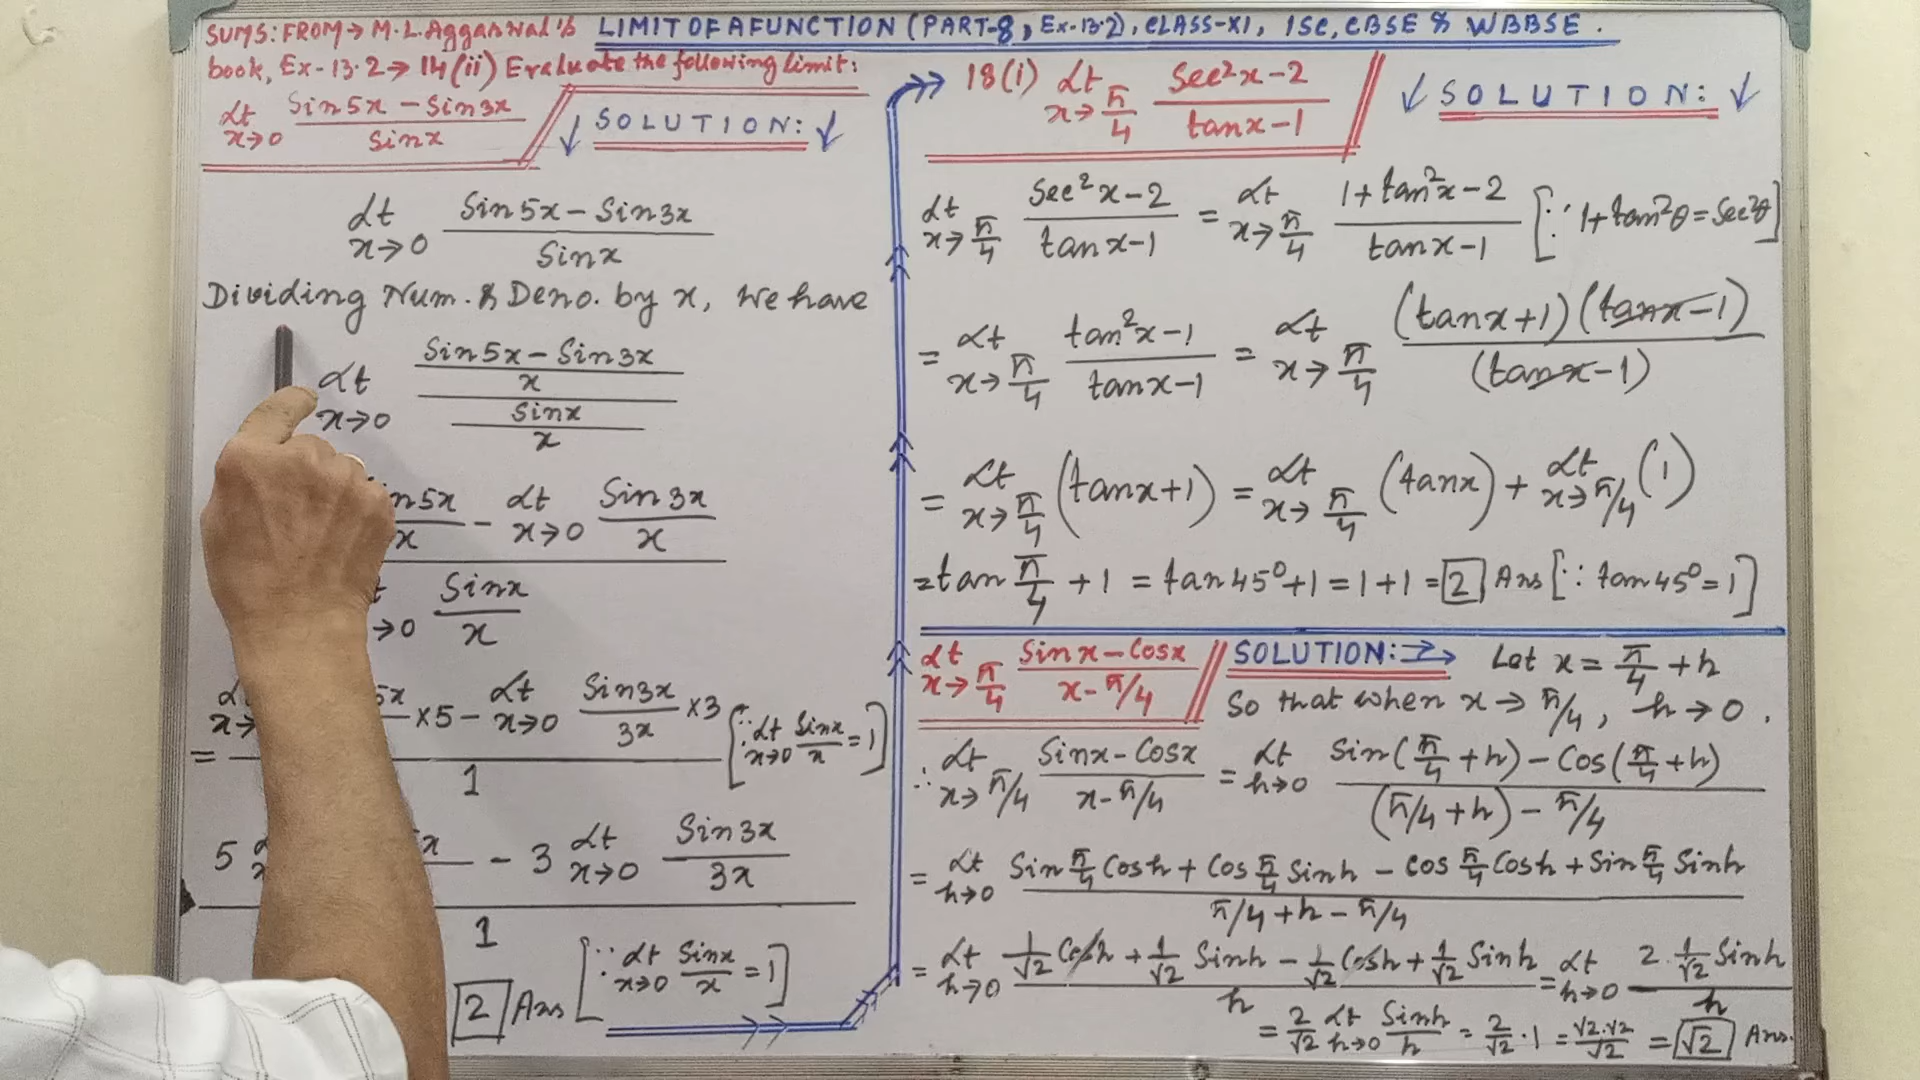 SUMS: FROM → M.L. Aggarwal's LIMIT OF A FUNCTION (PART-8, Ex-13.2), CLASS-XI, ISC, CBSE & WBBSE.
book, Ex-13.2 → 14(ii) Evaluate the following limit:
Lt x→0 (Sin5x - Sin3x)/Sinx
↓ SOLUTION: ↓
Lt x→0 (Sin5x - Sin3x)/Sinx
Dividing Num. & Deno. by x, We have
Lt x→0 ((Sin5x - Sin3x)/x)/(Sinx/x)
in5x/x - Lt x→0 Sin3x/x
→0 Sinx/x
= x→ 5x ×5 - Lt x→0 Sin3x/3x ×3 / 1 [∵ Lt x→0 Sinx/x = 1]
5 x - 3 Lt x→0 Sin3x/3x
1
2 Ans [∵ Lt x→0 Sinx/x = 1]
→→ 18(i) Lt x→π/4 (Sec²x-2)/(tanx-1)
↓ SOLUTION: ↓
Lt x→π/4 (Sec²x-2)/(tanx-1) = Lt x→π/4 (1+tan²x-2)/(tanx-1) [∵ 1+tan²θ=Sec²θ]
= Lt x→π/4 (tan²x-1)/(tanx-1) = Lt x→π/4 (tanx+1)(tanx-1)/(tanx-1)
= Lt x→π/4 (tanx+1) = Lt x→π/4 (tanx) + Lt x→π/4 (1)
= tan π/4 + 1 = tan45°+1 = 1+1 = 2 Ans [∵ tan45°=1]
Lt x→π/4 (Sinx-Cosx)/(x-π/4) // SOLUTION:→ Let x = π/4 + h
So that when x → π/4, h → 0.
∴ Lt x→π/4 (Sinx-Cosx)/(x-π/4) = Lt h→0 (Sin(π/4+h) - Cos(π/4+h))/((π/4+h) - π/4)
= Lt h→0 (Sin π/4 Cosh + Cos π/4 Sinh - Cos π/4 Cosh + Sin π/4 Sinh)/(π/4+h-π/4)
= Lt h→0 (1/√2 Cosh + 1/√2 Sinh - 1/√2 Cosh + 1/√2 Sinh)/h = Lt h→0 (2·1/√2 Sinh)/h
= 2/√2 Lt h→0 Sinh/h = 2/√2 · 1 = √2·√2/√2 = √2 Ans.